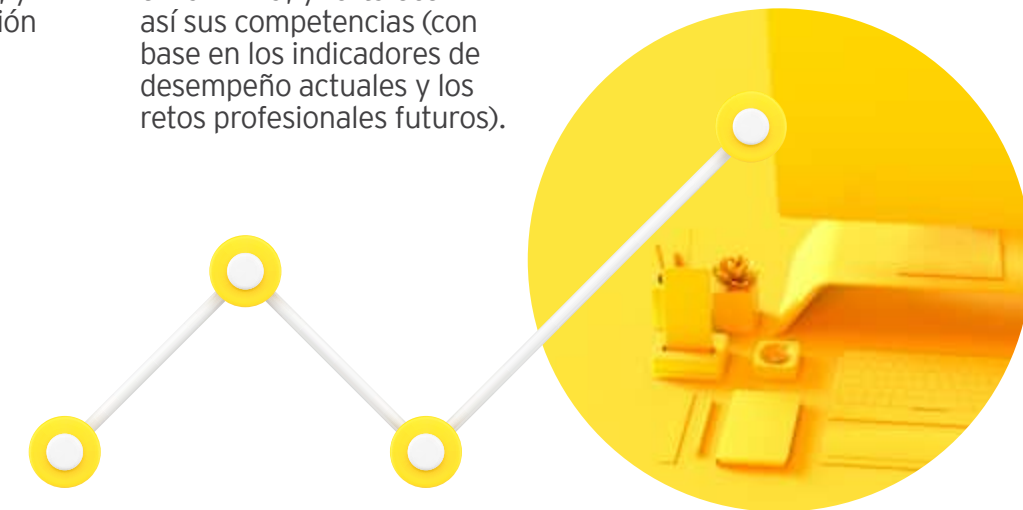 ión
así sus competencias (con
base en los indicadores de
desempeño actuales y los
retos profesionales futuros).